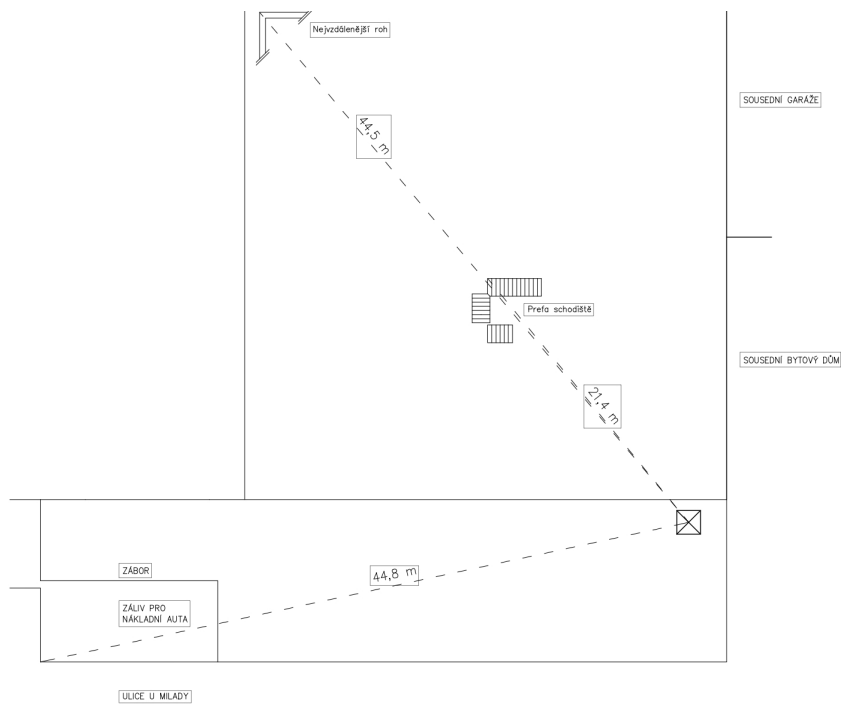 Nejvzdálenější roh
SOUSEDNÍ GARÁŽE
44,5 m
Prefa schodiště
SOUSEDNÍ BYTOVÝ DŮM
21,4 m
ZÁBOR
44,8 m
ZÁLIV PRO
NÁKLADNÍ AUTA
ULICE U MILADY